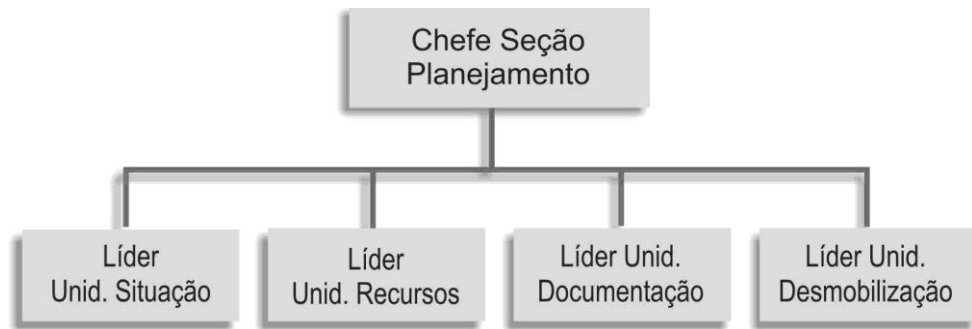 Chefe Seção
Planejamento
Líder
Unid. Situação
Líder
Unid. Recursos
Líder Unid.
Documentação
Líder Unid.
Desmobilização